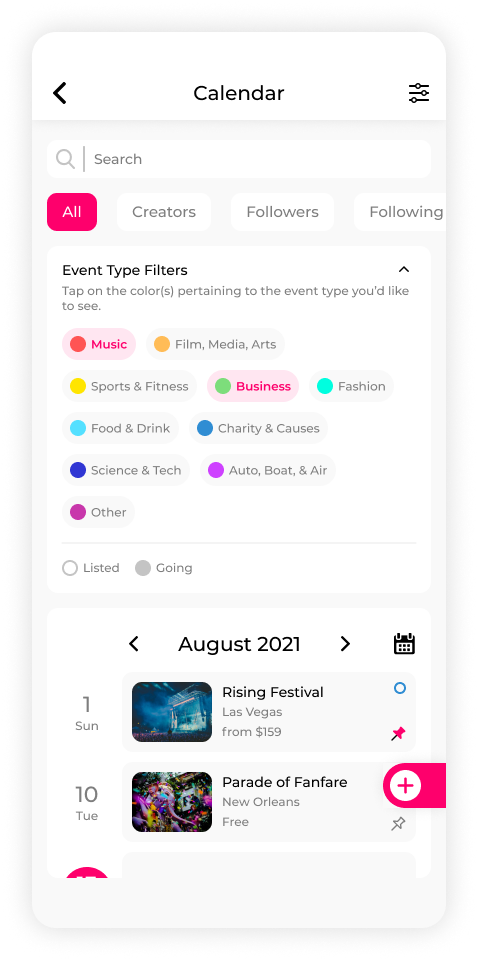 Calendar
Search
All
Creators
Followers
Following
Event Type Filters
Tap on the color(s) pertaining to the event type you’d like
to see.
Music
Film, Media, Arts
Sports & Fitness
Business
Fashion
Food & Drink
Charity & Causes
Science & Tech
Auto, Boat, & Air
Other
Listed
Going
August 2021
1
Sun
Rising Festival
Las Vegas
from $159
10
Tue
Parade of Fanfare
New Orleans
Free